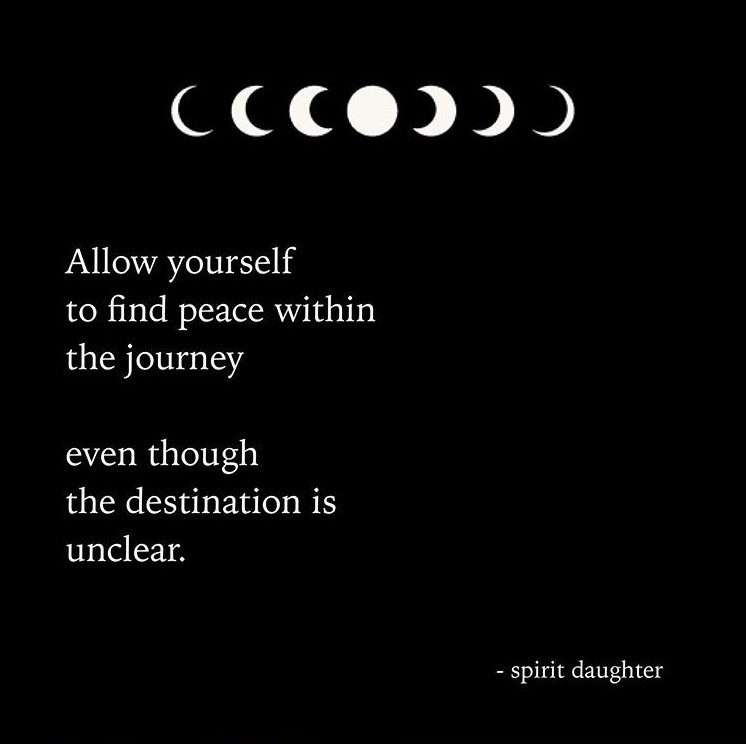 Allow yourself
to find peace within
the journey
even though
the destination is
unclear.
- spirit daughter